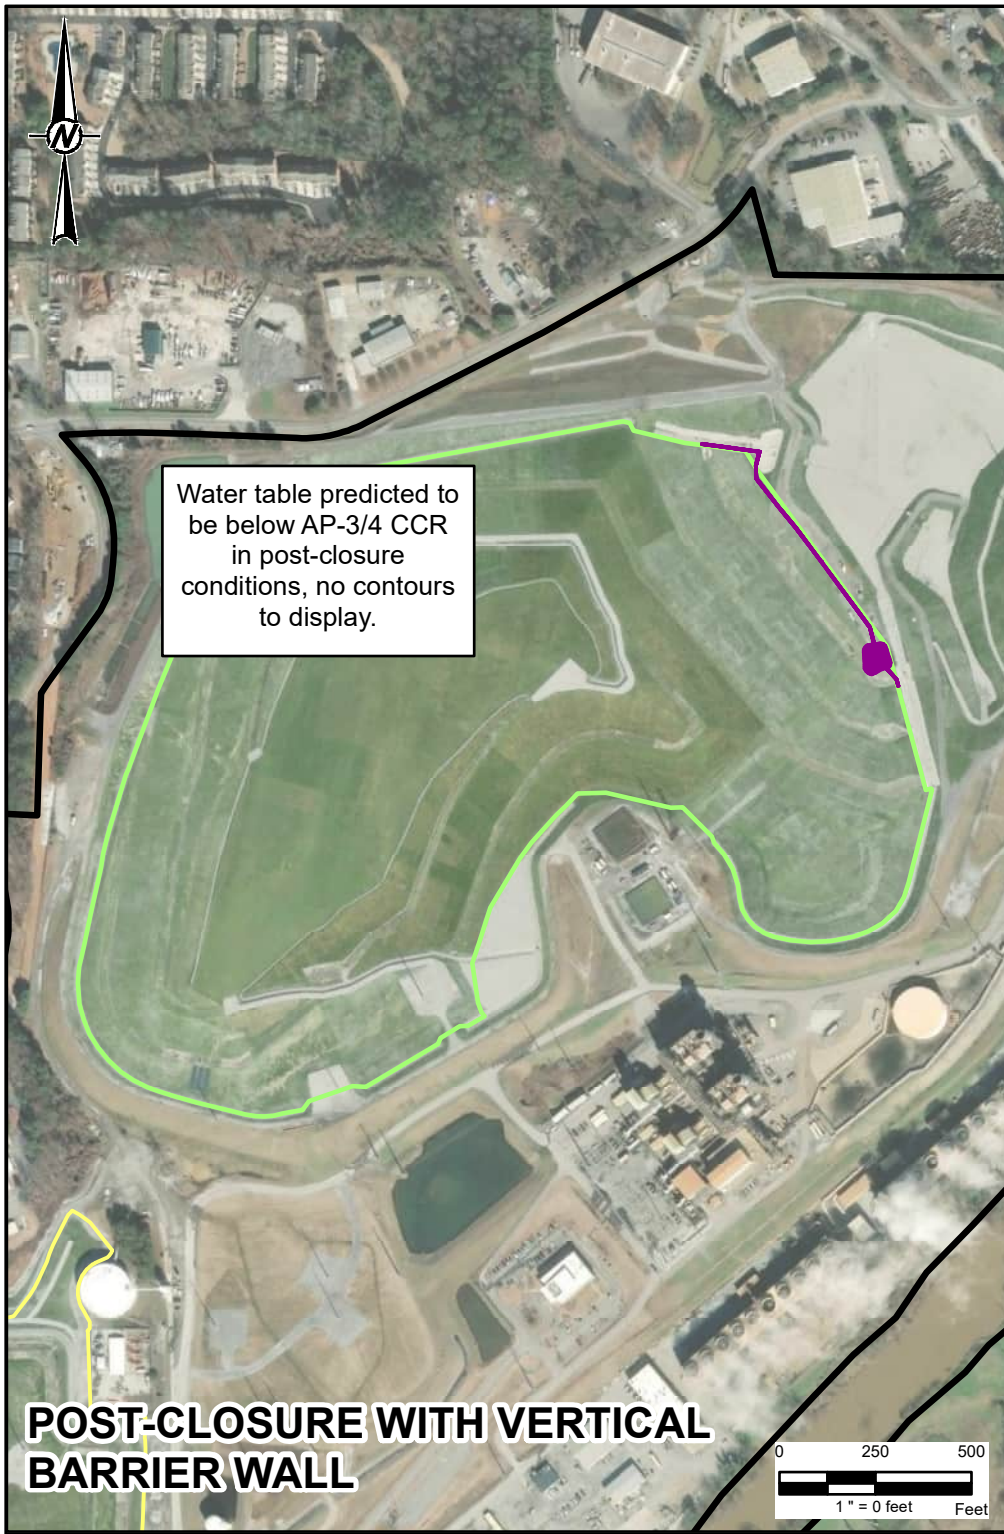 N
Water table predicted to
be below AP-3/4 CCR
in post-closure
conditions, no contours
to display.
POST-CLOSURE WITH VERTICAL
BARRIER WALL
0 250 500
1 " = 0 feet Feet